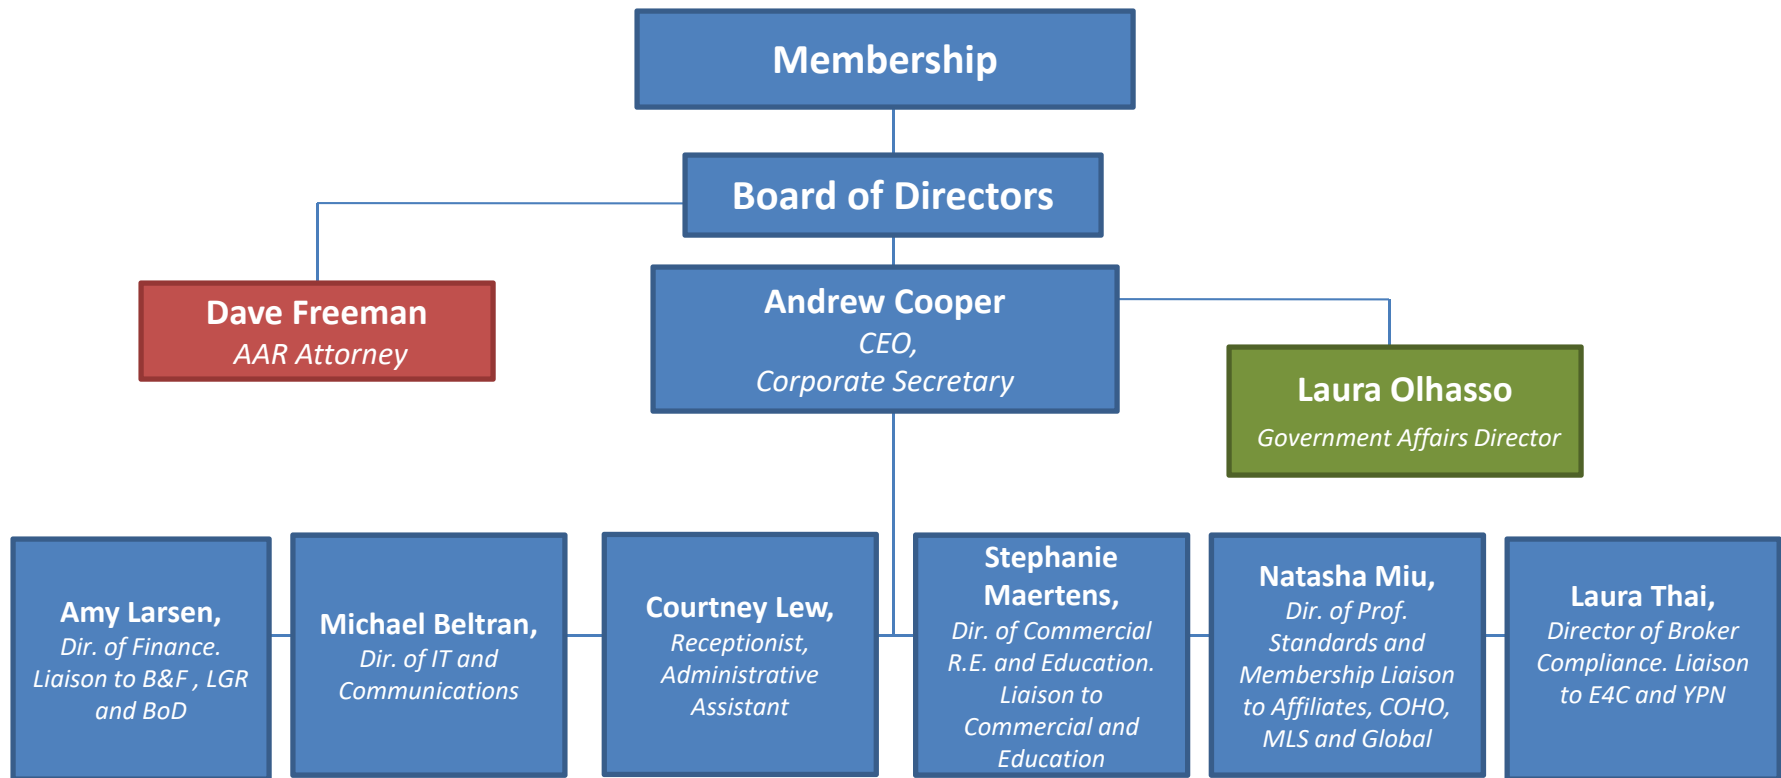 Membership
Board of Directors
Dave Freeman
AAR Attorney
Andrew Cooper
CEO,
Corporate Secretary
Laura Olhasso
Government Affairs Director
Amy Larsen,
Dir. of Finance.
Liaison to B&F , LGR
and BoD
Michael Beltran,
Dir. of IT and
Communications
Courtney Lew,
Receptionist,
Administrative
Assistant
Stephanie
Maertens,
Dir. of Commercial
R.E. and Education.
Liaison to
Commercial and
Education
Natasha Miu,
Dir. of Prof.
Standards and
Membership Liaison
to Affiliates, COHO,
MLS and Global
Laura Thai,
Director of Broker
Compliance. Liaison
to E4C and YPN